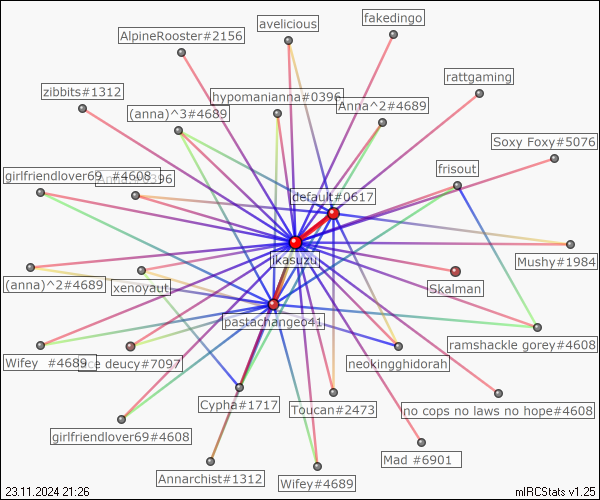 fakedingo
avelicious
AlpineRooster#2156
rattgaming
zibbits#1312
hypomanianna#0396
Anna^2#4689
(anna)^3#4689
Soxy Foxy#5076
frisout
girlfriendlover69 #4608
#0396
default#0617
jkasuzu
Mushy#1984
(anna)^2#4689
xenoyaut
Skalman
pastachangeo41
ramshackle gorey#4608
Wifey #4689
deucy#7097
neokingghidorah
Cypha#1717
Toucan#2473
no cops no laws no hope#4608
girlfriendlover69#4608
Mad #6901
Annarchist#1312
Wifey#4689
23.11.2024 21:26
mIRCStats v1.25